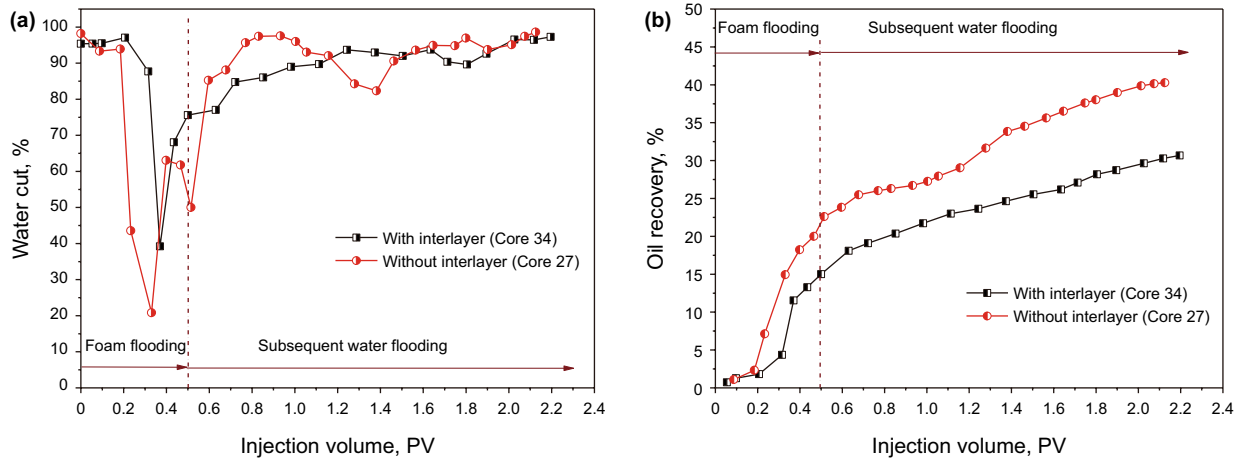 (a)
100
90
80
70
60
50
40
30
20
10
0
Water cut, %
With interlayer (Core 34)
Without interlayer (Core 27)
Foam flooding
Subsequent water flooding
0 0.2 0.4 0.6 0.8 1.0 1.2 1.4 1.6 1.8 2.0 2.2 2.4
Injection volume, PV
(b)
50
45
40
35
30
25
20
15
10
5
0
Oil recovery, %
Foam flooding
Subsequent water flooding
With interlayer (Core 34)
Without interlayer (Core 27)
0 0.2 0.4 0.6 0.8 1.0 1.2 1.4 1.6 1.8 2.0 2.2 2.4
Injection volume, PV